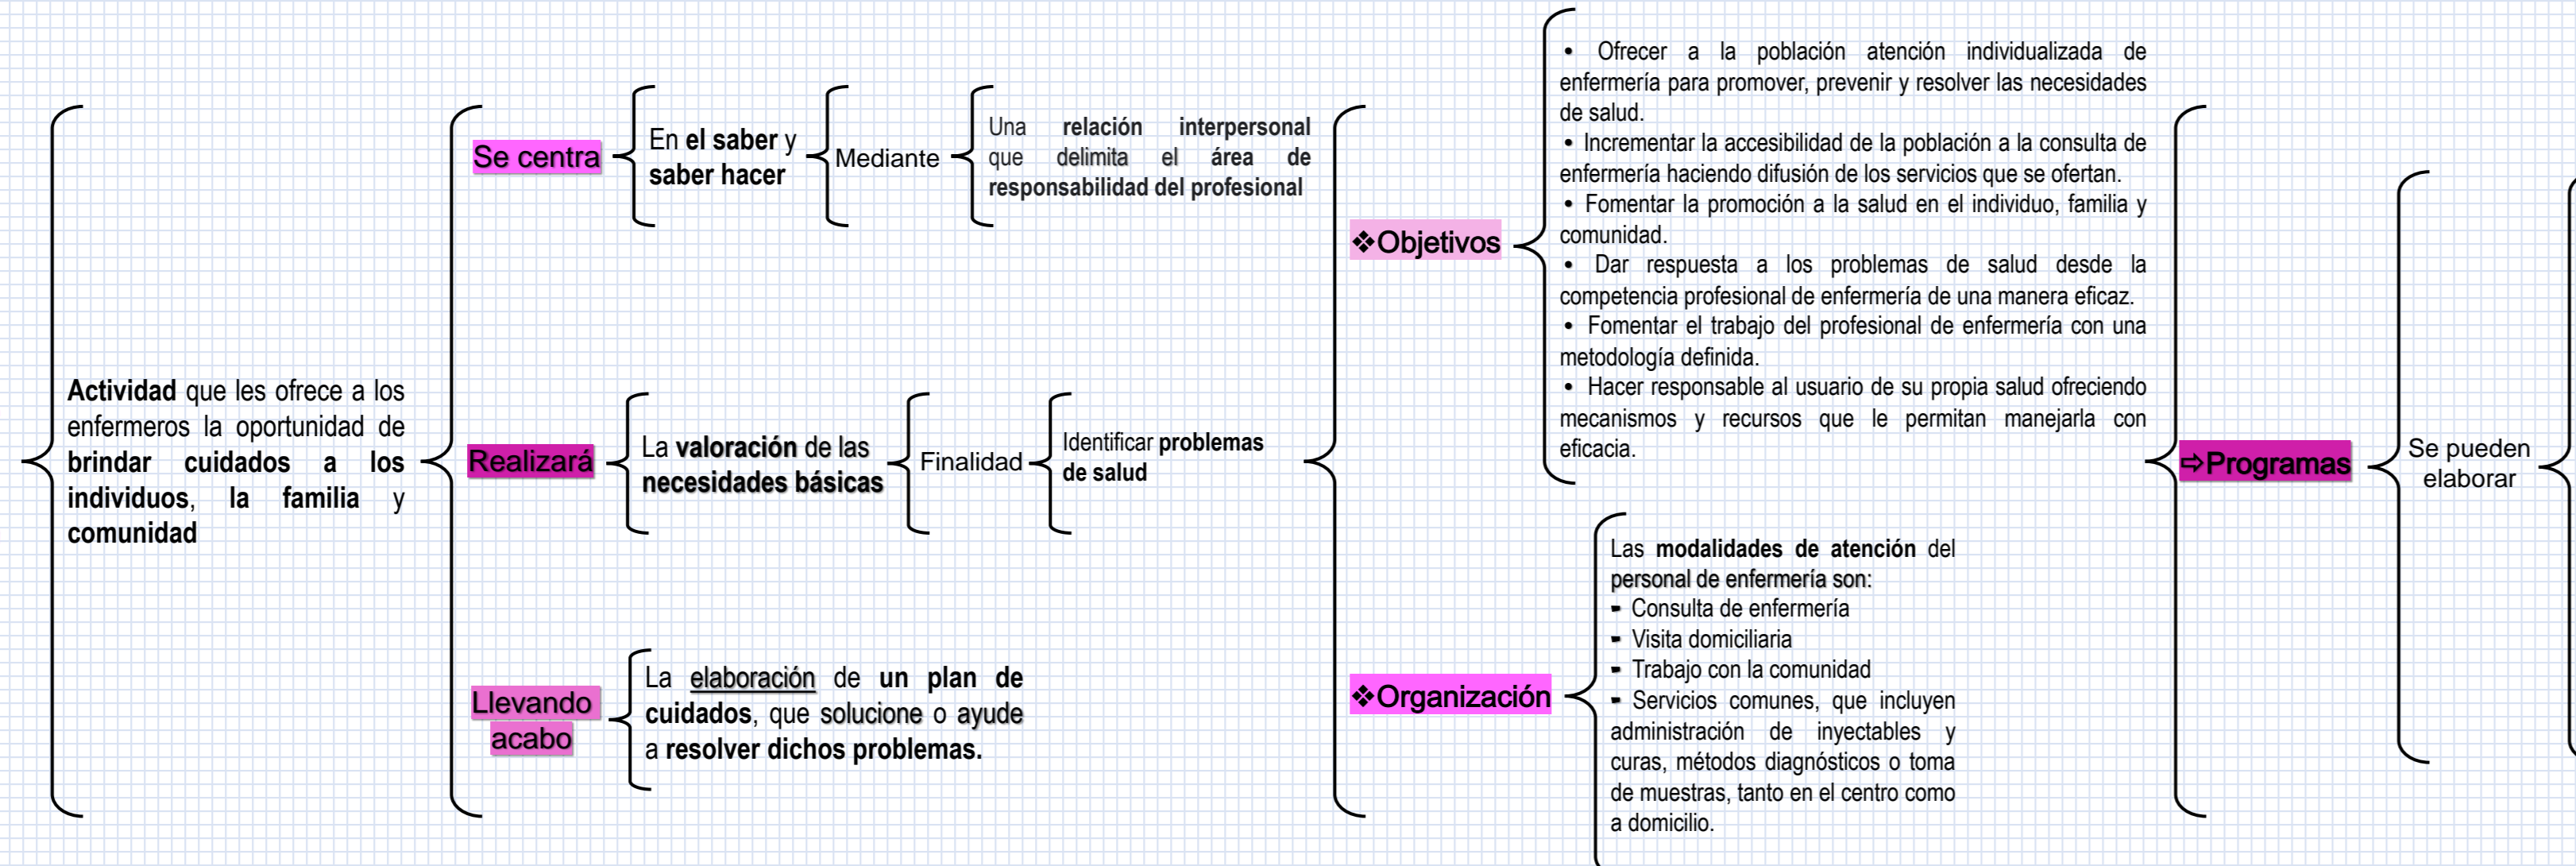 Actividad que les ofrece a los
enfermeros la oportunidad de
brindar cuidados a los
individuos, la familia y
comunidad
Se centra
En el saber y
saber hacer
Mediante
Una relación interpersonal
que delimita el área de
responsabilidad del profesional
Realizará
La valoración de las
necesidades básicas
Finalidad
Identificar problemas
de salud
Llevando
acabo
La elaboración de un plan de
cuidados, que solucione o ayude
a resolver dichos problemas.
❖Objetivos
• Ofrecer a la población atención individualizada de
enfermería para promover, prevenir y resolver las necesidades
de salud.
• Incrementar la accesibilidad de la población a la consulta de
enfermería haciendo difusión de los servicios que se ofertan.
• Fomentar la promoción a la salud en el individuo, familia y
comunidad.
• Dar respuesta a los problemas de salud desde la
competencia profesional de enfermería de una manera eficaz.
• Fomentar el trabajo del profesional de enfermería con una
metodología definida.
• Hacer responsable al usuario de su propia salud ofreciendo
mecanismos y recursos que le permitan manejarla con
eficacia.
❖Organización
Las modalidades de atención del
personal de enfermería son:
- Consulta de enfermería
- Visita domiciliaria
- Trabajo con la comunidad
- Servicios comunes, que incluyen
administración de inyectables y
curas, métodos diagnósticos o toma
de muestras, tanto en el centro como
a domicilio.
⇨Programas
Se pueden
elaborar